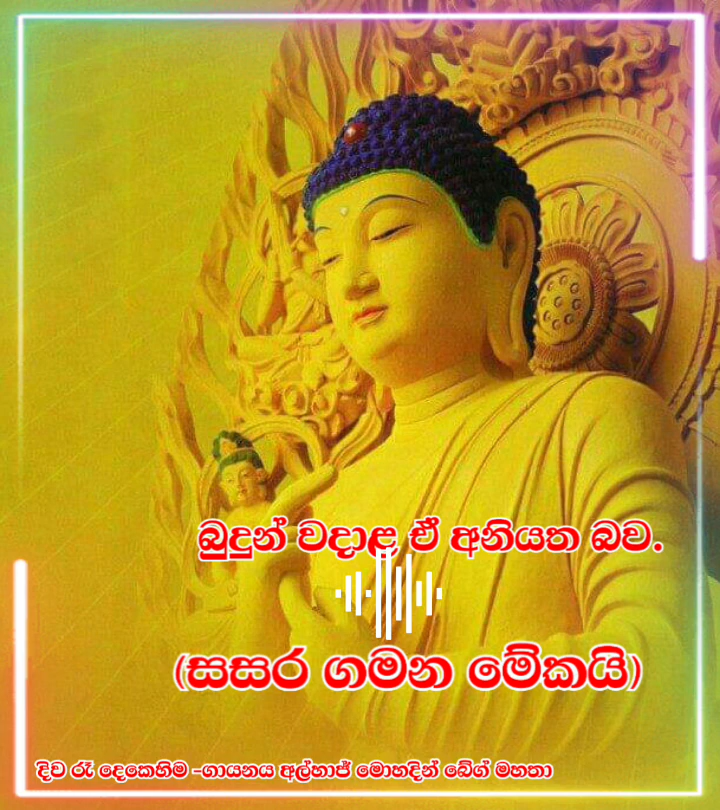 බුදුන් වදාළ ඒ අනියත බව.
(සසර ගමන මේකයි)
දිව රෑ දෙකෙහිම -ගායනය අල්හාජ් මොහදින් බේග් මහතා